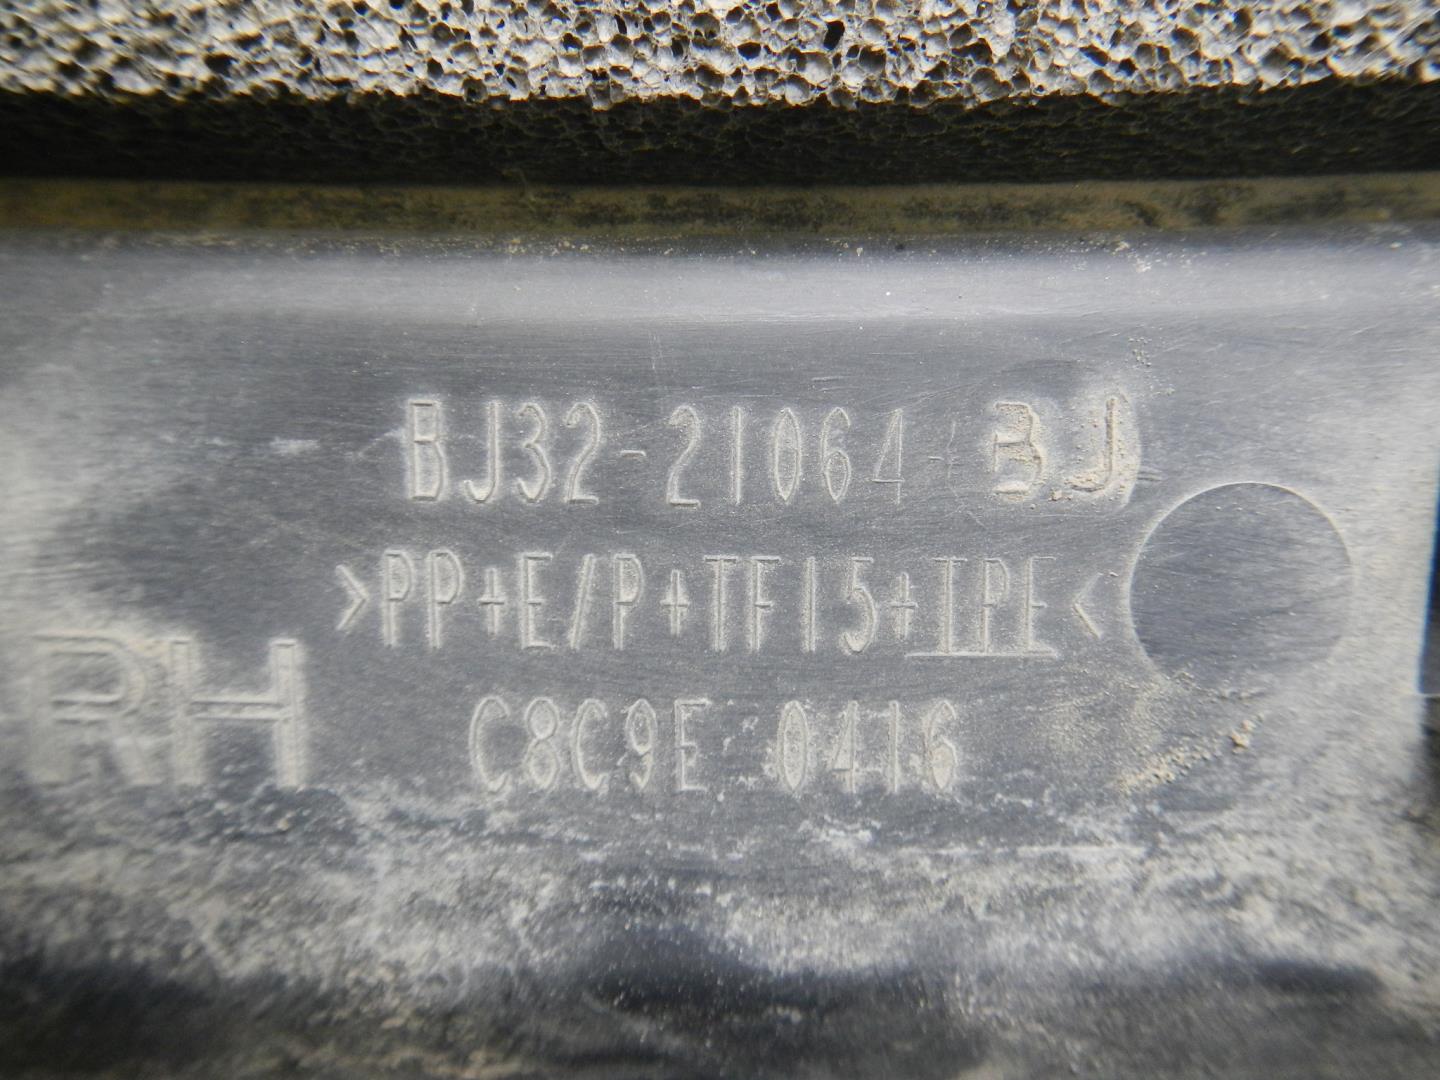 BJ32-21064-BJ
>PP+E/P+TF15+TPE<
RH
C8C9E 0416